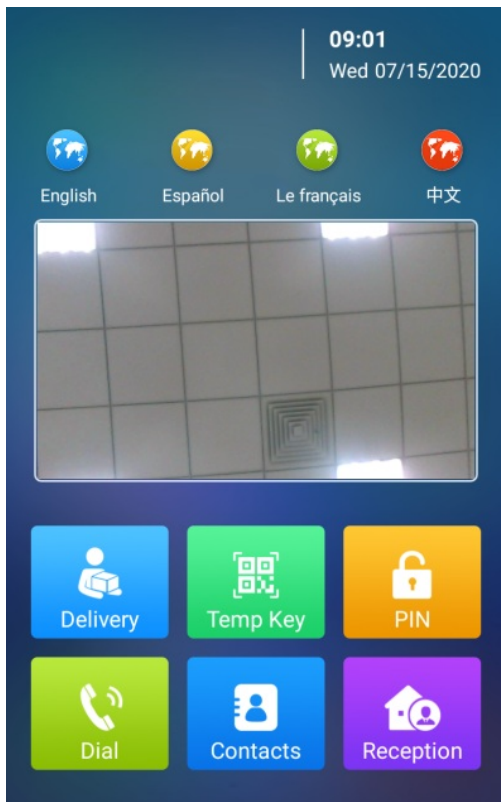 09:01
Wed 07/15/2020
English Español Le français 中文
Delivery Temp Key PIN
Dial Contacts Reception